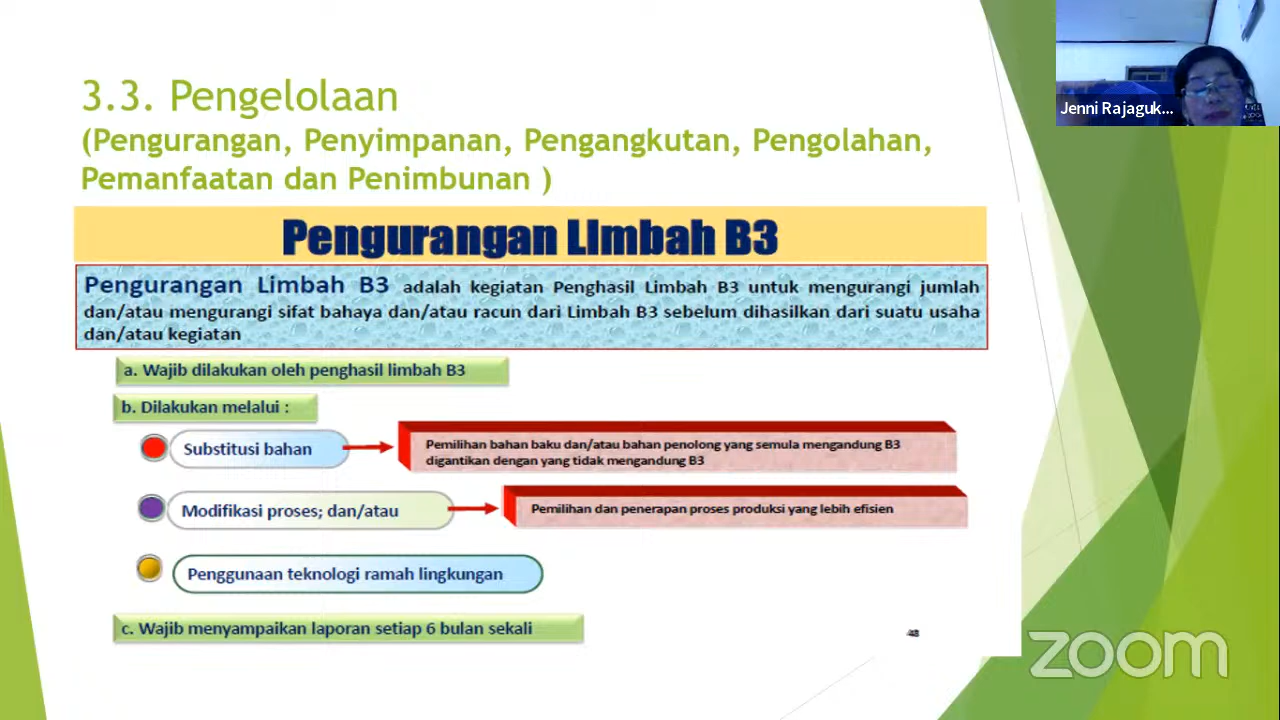 3.3. Pengelolaan
(Pengurangan, Penyimpanan, Pengangkutan, Pengolahan,
Pemanfaatan dan Penimbunan )
Pengurangan Limbah B3
Pengurangan Limbah B3 adalah kegiatan Penghasil Limbah B3 untuk mengurangi jumlah
dan/atau mengurangi sifat bahaya dan/atau racun dari Limbah B3 sebelum dihasilkan dari suatu usaha
dan/atau kegiatan
a. Wajib dilakukan oleh penghasil limbah B3
b. Dilakukan melalui :
Substitusi bahan
Pemilihan bahan baku dan/atau bahan penolong yang semula mengandung B3
digantikan dengan yang tidak mengandung B3
Modifikasi proses; dan/atau
Pemilihan dan penerapan proses produksi yang lebih efisien
Penggunaan teknologi ramah lingkungan
c. Wajib menyampaikan laporan setiap 6 bulan sekali
48
Jenni Rajaguk...
zoom